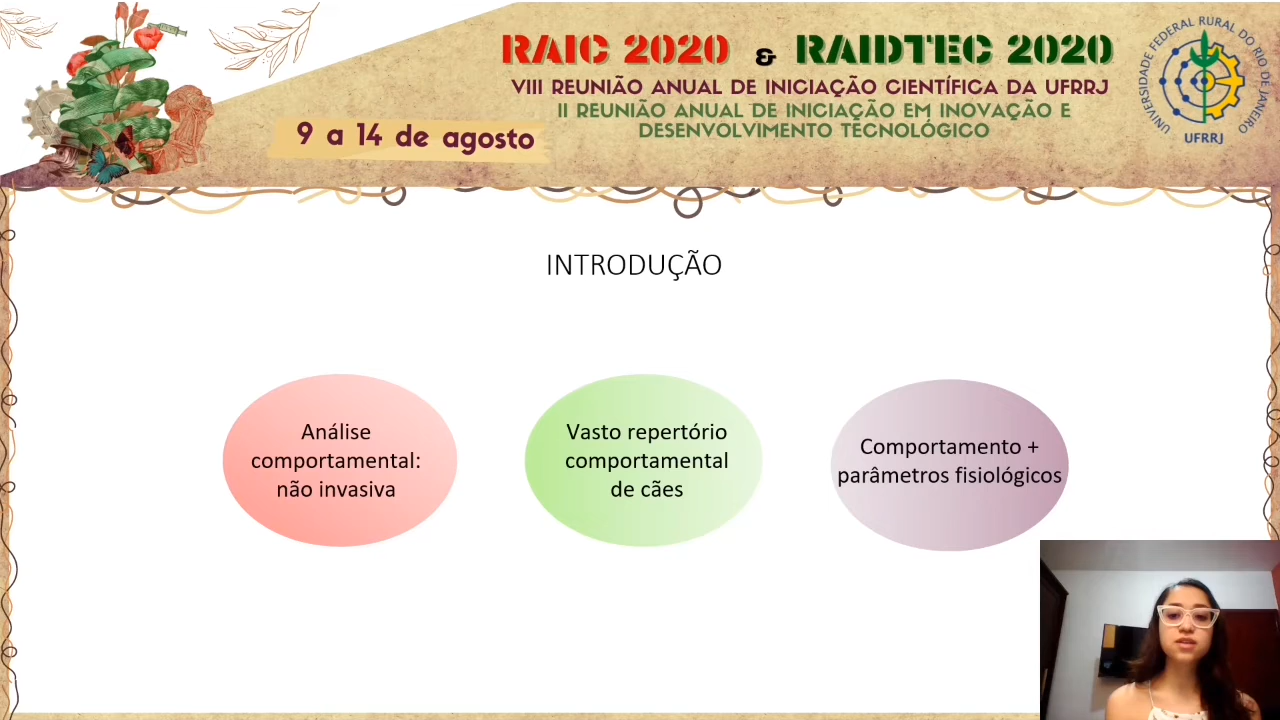 RAIC 2020 & RAIDTEC 2020
VIII REUNIÃO ANUAL DE INICIAÇÃO CIENTÍFICA DA UFRRJ
II REUNIÃO ANUAL DE INICIAÇÃO EM INOVAÇÃO E
DESENVOLVIMENTO TECNOLÓGICO
9 a 14 de agosto
UNIVERSIDADE FEDERAL RURAL DO RIO DE JANEIRO
UFRRJ
INTRODUÇÃO
Análise
comportamental:
não invasiva
Vasto repertório
comportamental
de cães
Comportamento +
parâmetros fisiológicos